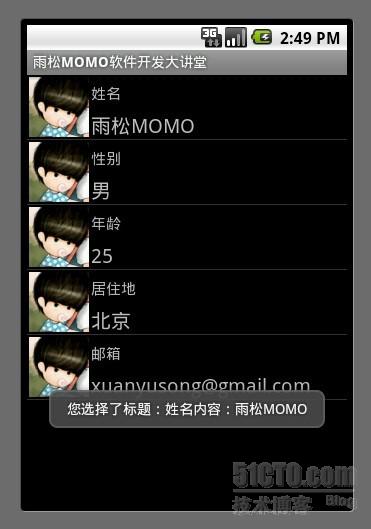 3G 2:49 PM
雨松MOMO软件开发大讲堂
姓名
雨松MOMO
性别
男
年龄
25
居住地
北京
邮箱
xuanyusong@gmail.com
您选择了标题：姓名内容：雨松MOMO
51CTO.com
技术博客 Blog